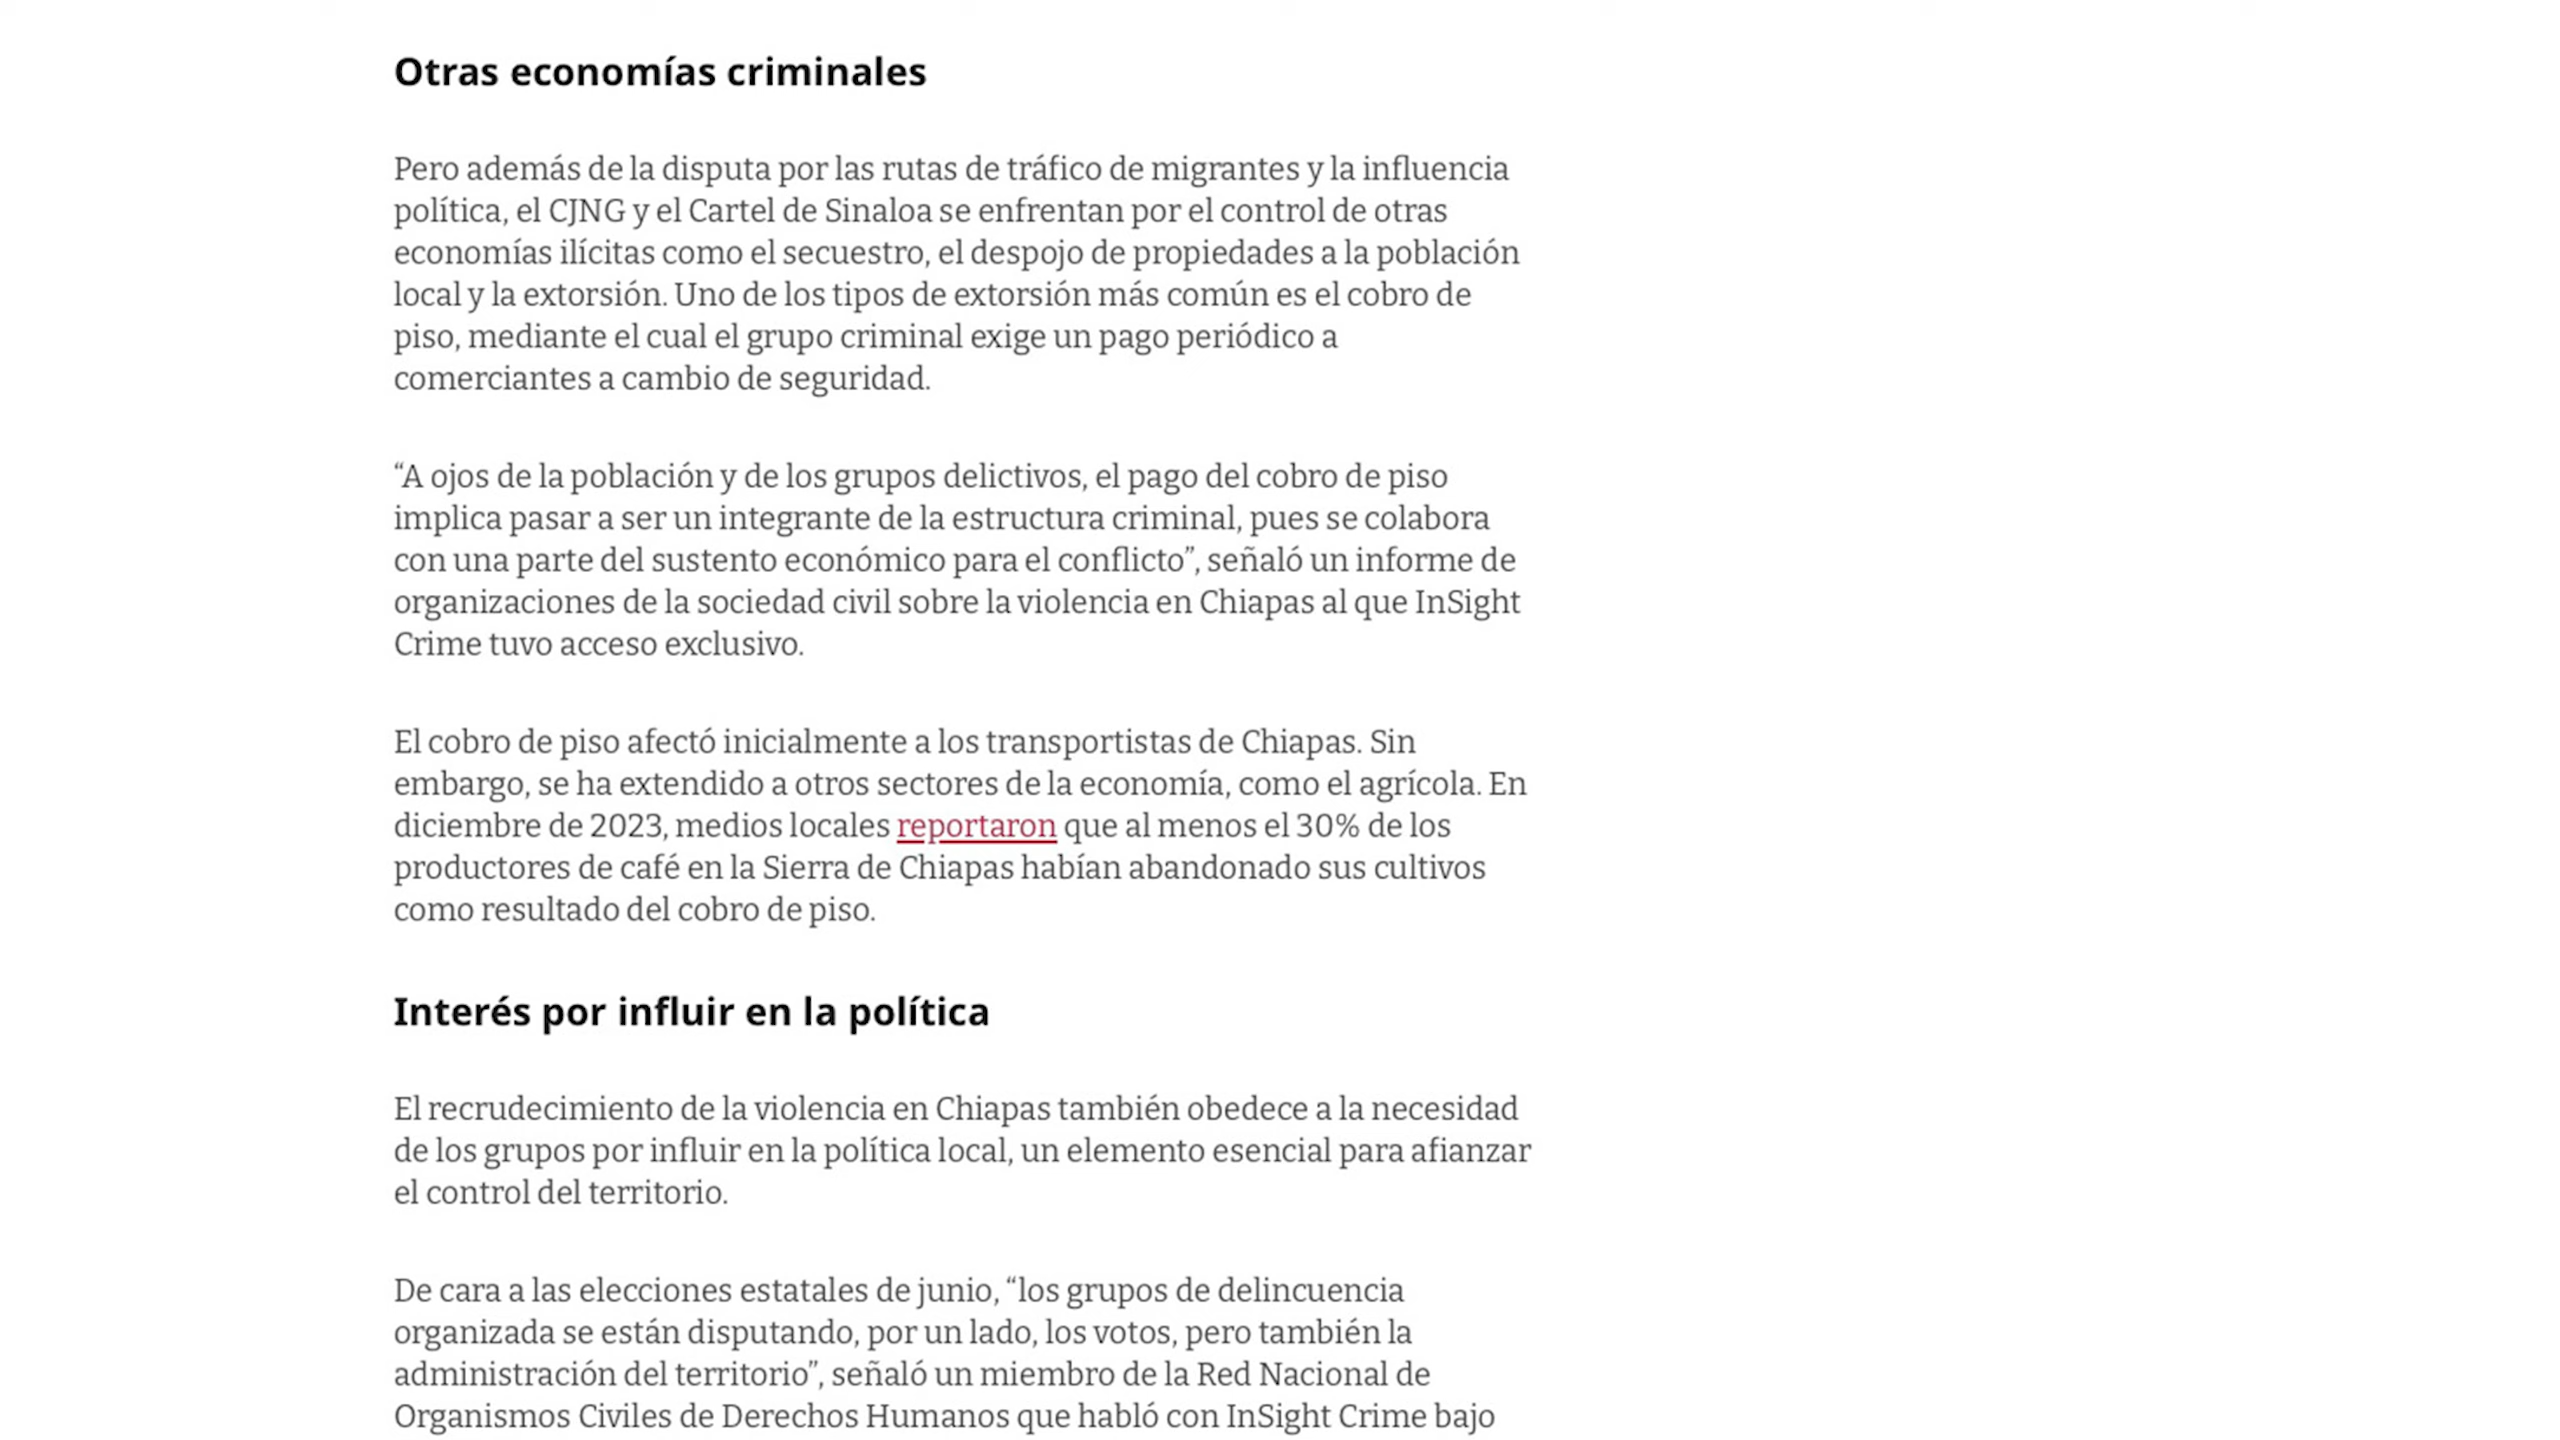 Otras economías criminales
Pero además de la disputa por las rutas de tráfico de migrantes y la influencia
política, el CJNG y el Cartel de Sinaloa se enfrentan por el control de otras
economías ilícitas como el secuestro, el despojo de propiedades a la población
local y la extorsión. Uno de los tipos de extorsión más común es el cobro de
piso, mediante el cual el grupo criminal exige un pago periódico a
comerciantes a cambio de seguridad.
“A ojos de la población y de los grupos delictivos, el pago del cobro de piso
implica pasar a ser un integrante de la estructura criminal, pues se colabora
con una parte del sustento económico para el conflicto”, señaló un informe de
organizaciones de la sociedad civil sobre la violencia en Chiapas al que InSight
Crime tuvo acceso exclusivo.
El cobro de piso afectó inicialmente a los transportistas de Chiapas. Sin
embargo, se ha extendido a otros sectores de la economía, como el agrícola. En
diciembre de 2023, medios locales reportaron que al menos el 30% de los
productores de café en la Sierra de Chiapas habían abandonado sus cultivos
como resultado del cobro de piso.
Interés por influir en la política
El recrudecimiento de la violencia en Chiapas también obedece a la necesidad
de los grupos por influir en la política local, un elemento esencial para afianzar
el control del territorio.
De cara a las elecciones estatales de junio, “los grupos de delincuencia
organizada se están disputando, por un lado, los votos, pero también la
administración del territorio”, señaló un miembro de la Red Nacional de
Organismos Civiles de Derechos Humanos que habló con InSight Crime bajo